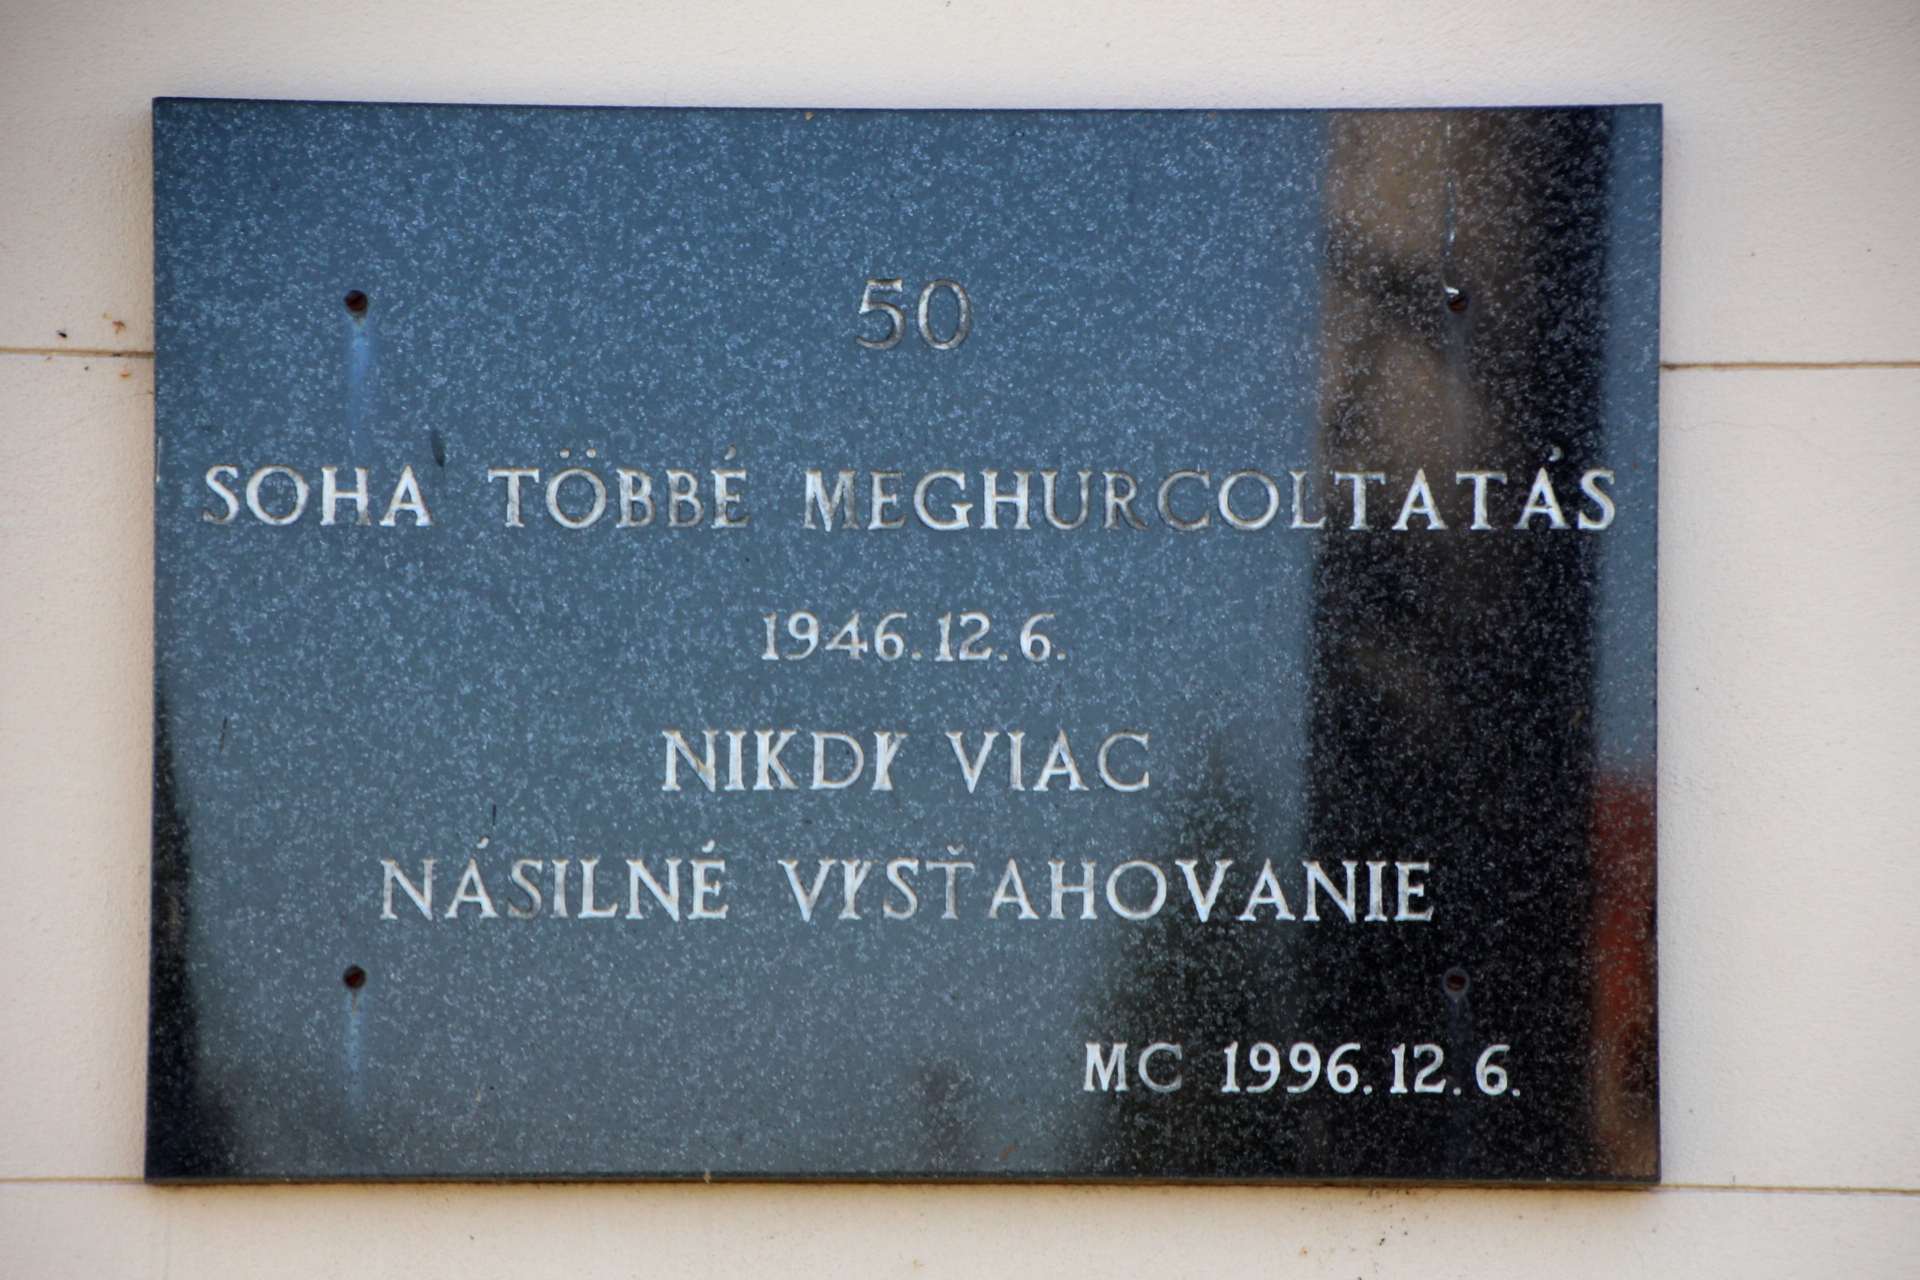 50
SOHA TÖBBÉ MEGHURCOLTATÁS
1946.12.6.
NIKDY VIAC
NÁSILNÉ VYSŤAHOVANIE
MC 1996.12.6.